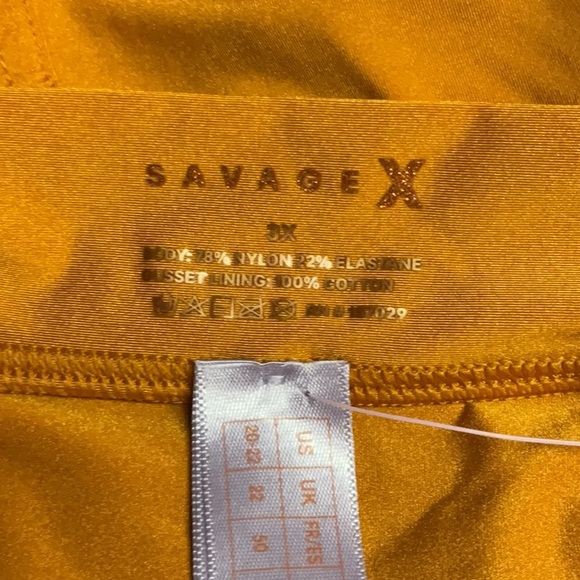 SAVAGE X
3X
BODY: 78% NYLON 22% ELASTANE
GUSSET LINING: 100% COTTON
US UK FR/ES
20-22 22 50